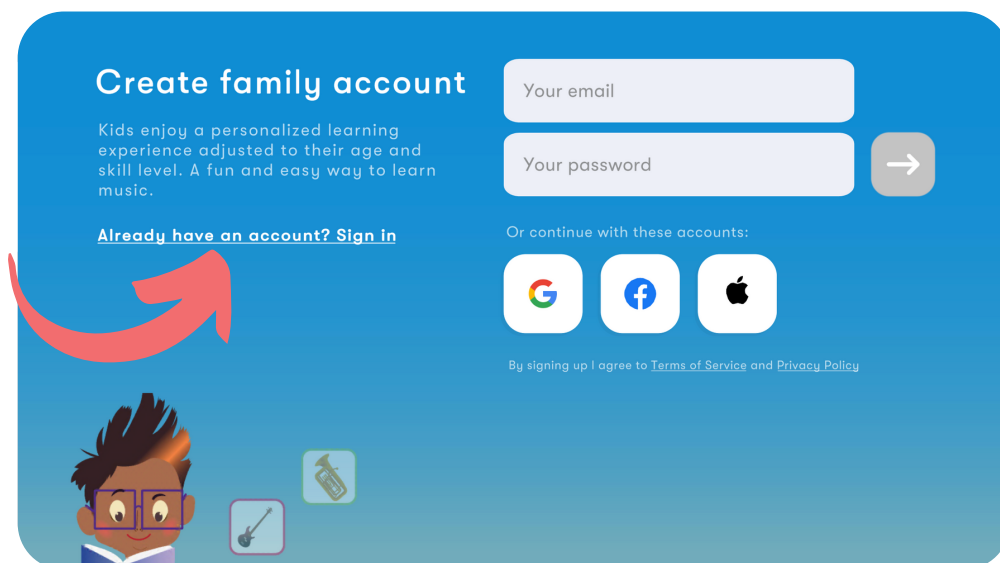 Create family account
Kids enjoy a personalized learning
experience adjusted to their age and
skill level. A fun and easy way to learn
music.
Already have an account? Sign in
Your email
Your password
Or continue with these accounts:
By signing up I agree to Terms of Service and Privacy Policy